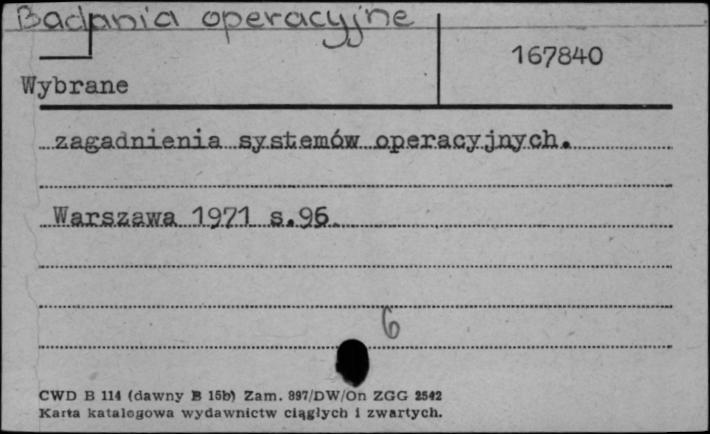 Badania operacyjne
167840
Wybrane
zagadnienia systemów operacyjnych.
Warszawa 1971 s.96.
6
CWD B 114 (dawny B 15b) Zam. 897/DW/On ZGG 2542
Karta katalogowa wydawnictw ciągłych i zwartych.